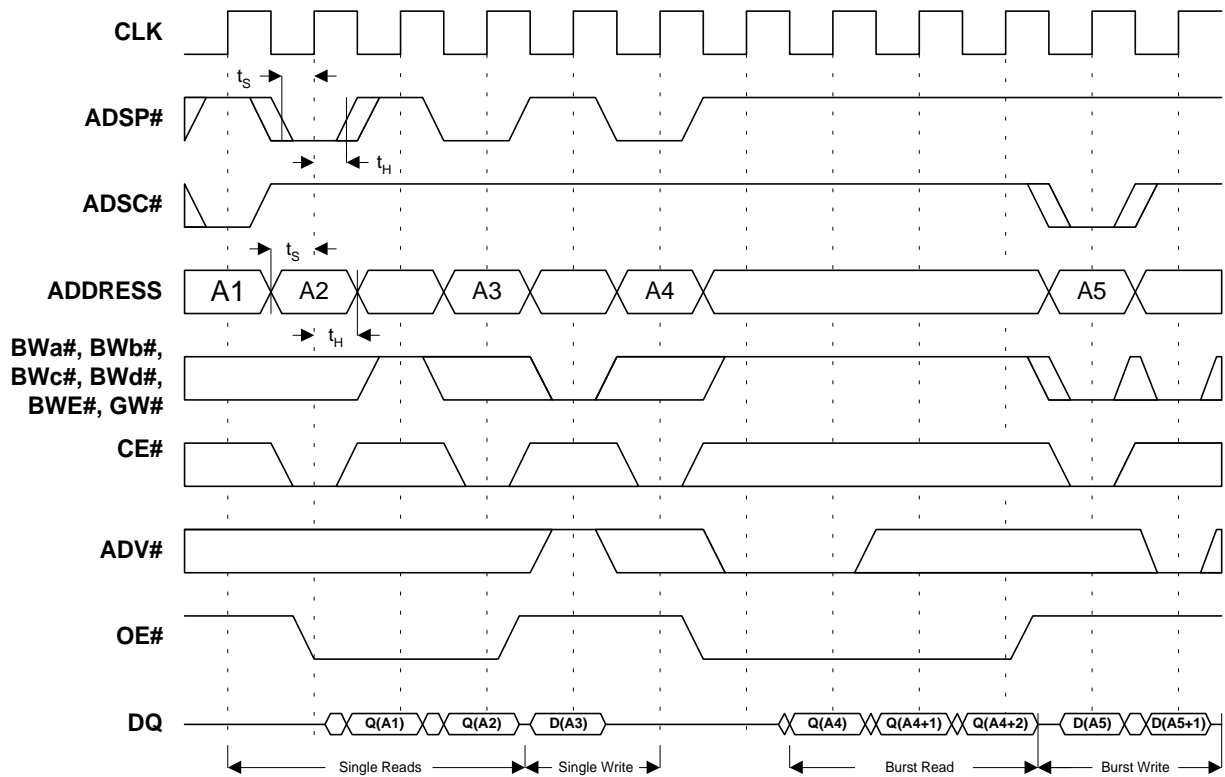 CLK
tS
ADSP#
tH
ADSC#
tS
ADDRESS A1 A2 A3 A4 A5
tH
BWa#, BWb#,
BWc#, BWd#,
BWE#, GW#
CE#
ADV#
OE#
DQ Q(A1) Q(A2) D(A3) Q(A4) Q(A4+1) Q(A4+2) D(A5) D(A5+1)
Single Reads Single Write Burst Read Burst Write